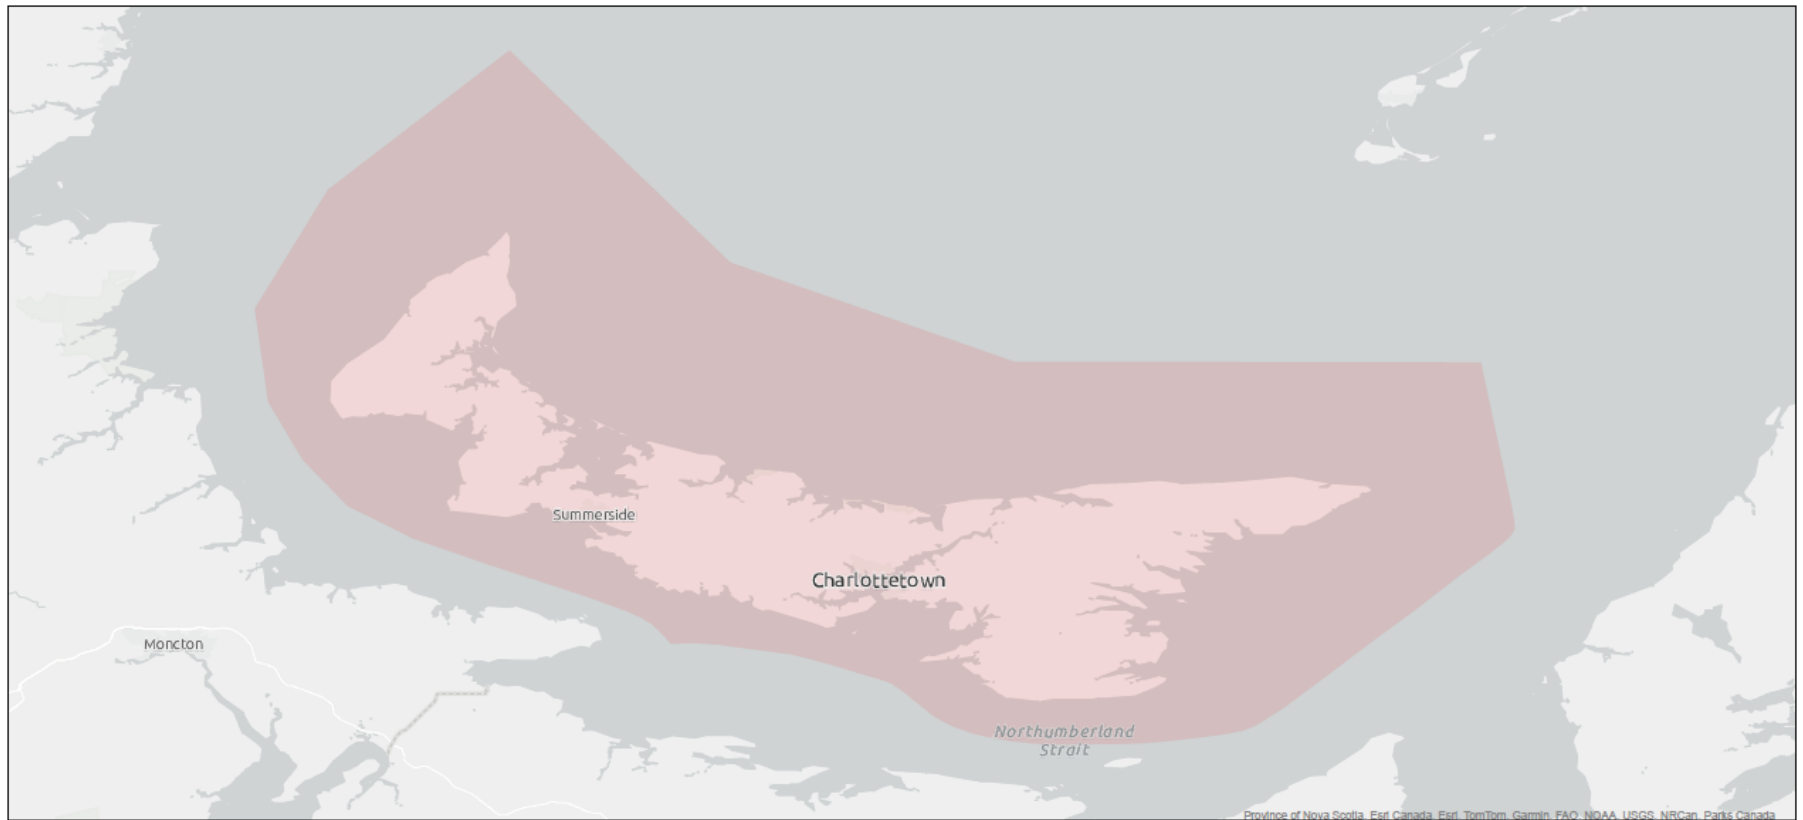 Summerside
Charlottetown
Moncton
Northumberland
Strait
Province of Nova Scotia, Esri Canada, Esri, TomTom, Garmin, FAO, NOAA, USGS, NRCan, Parks Canada